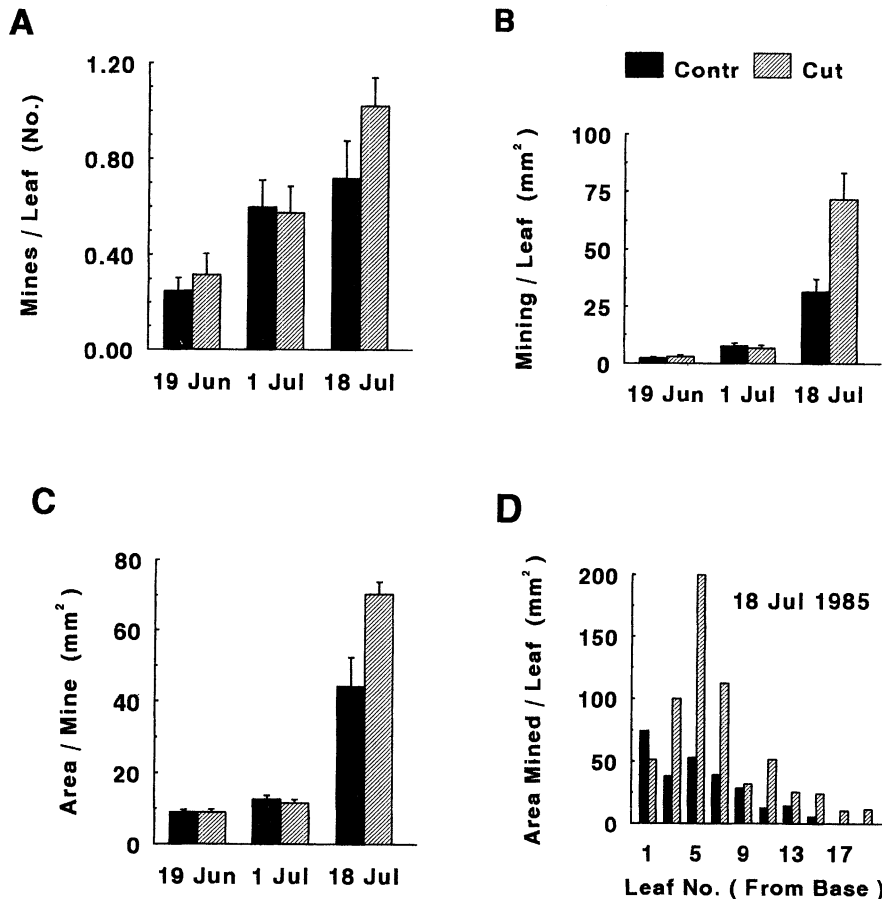 A
Mines / Leaf (No.)
1.20
0.80
0.40
0.00
19 Jun 1 Jul 18 Jul
B
Contr Cut
Mining / Leaf (mm²)
100
75
50
25
0
19 Jun 1 Jul 18 Jul
C
Area / Mine (mm²)
80
60
40
20
0
19 Jun 1 Jul 18 Jul
D
Area Mined / Leaf (mm²)
200
150
100
50
0
18 Jul 1985
1 5 9 13 17
Leaf No. ( From Base )